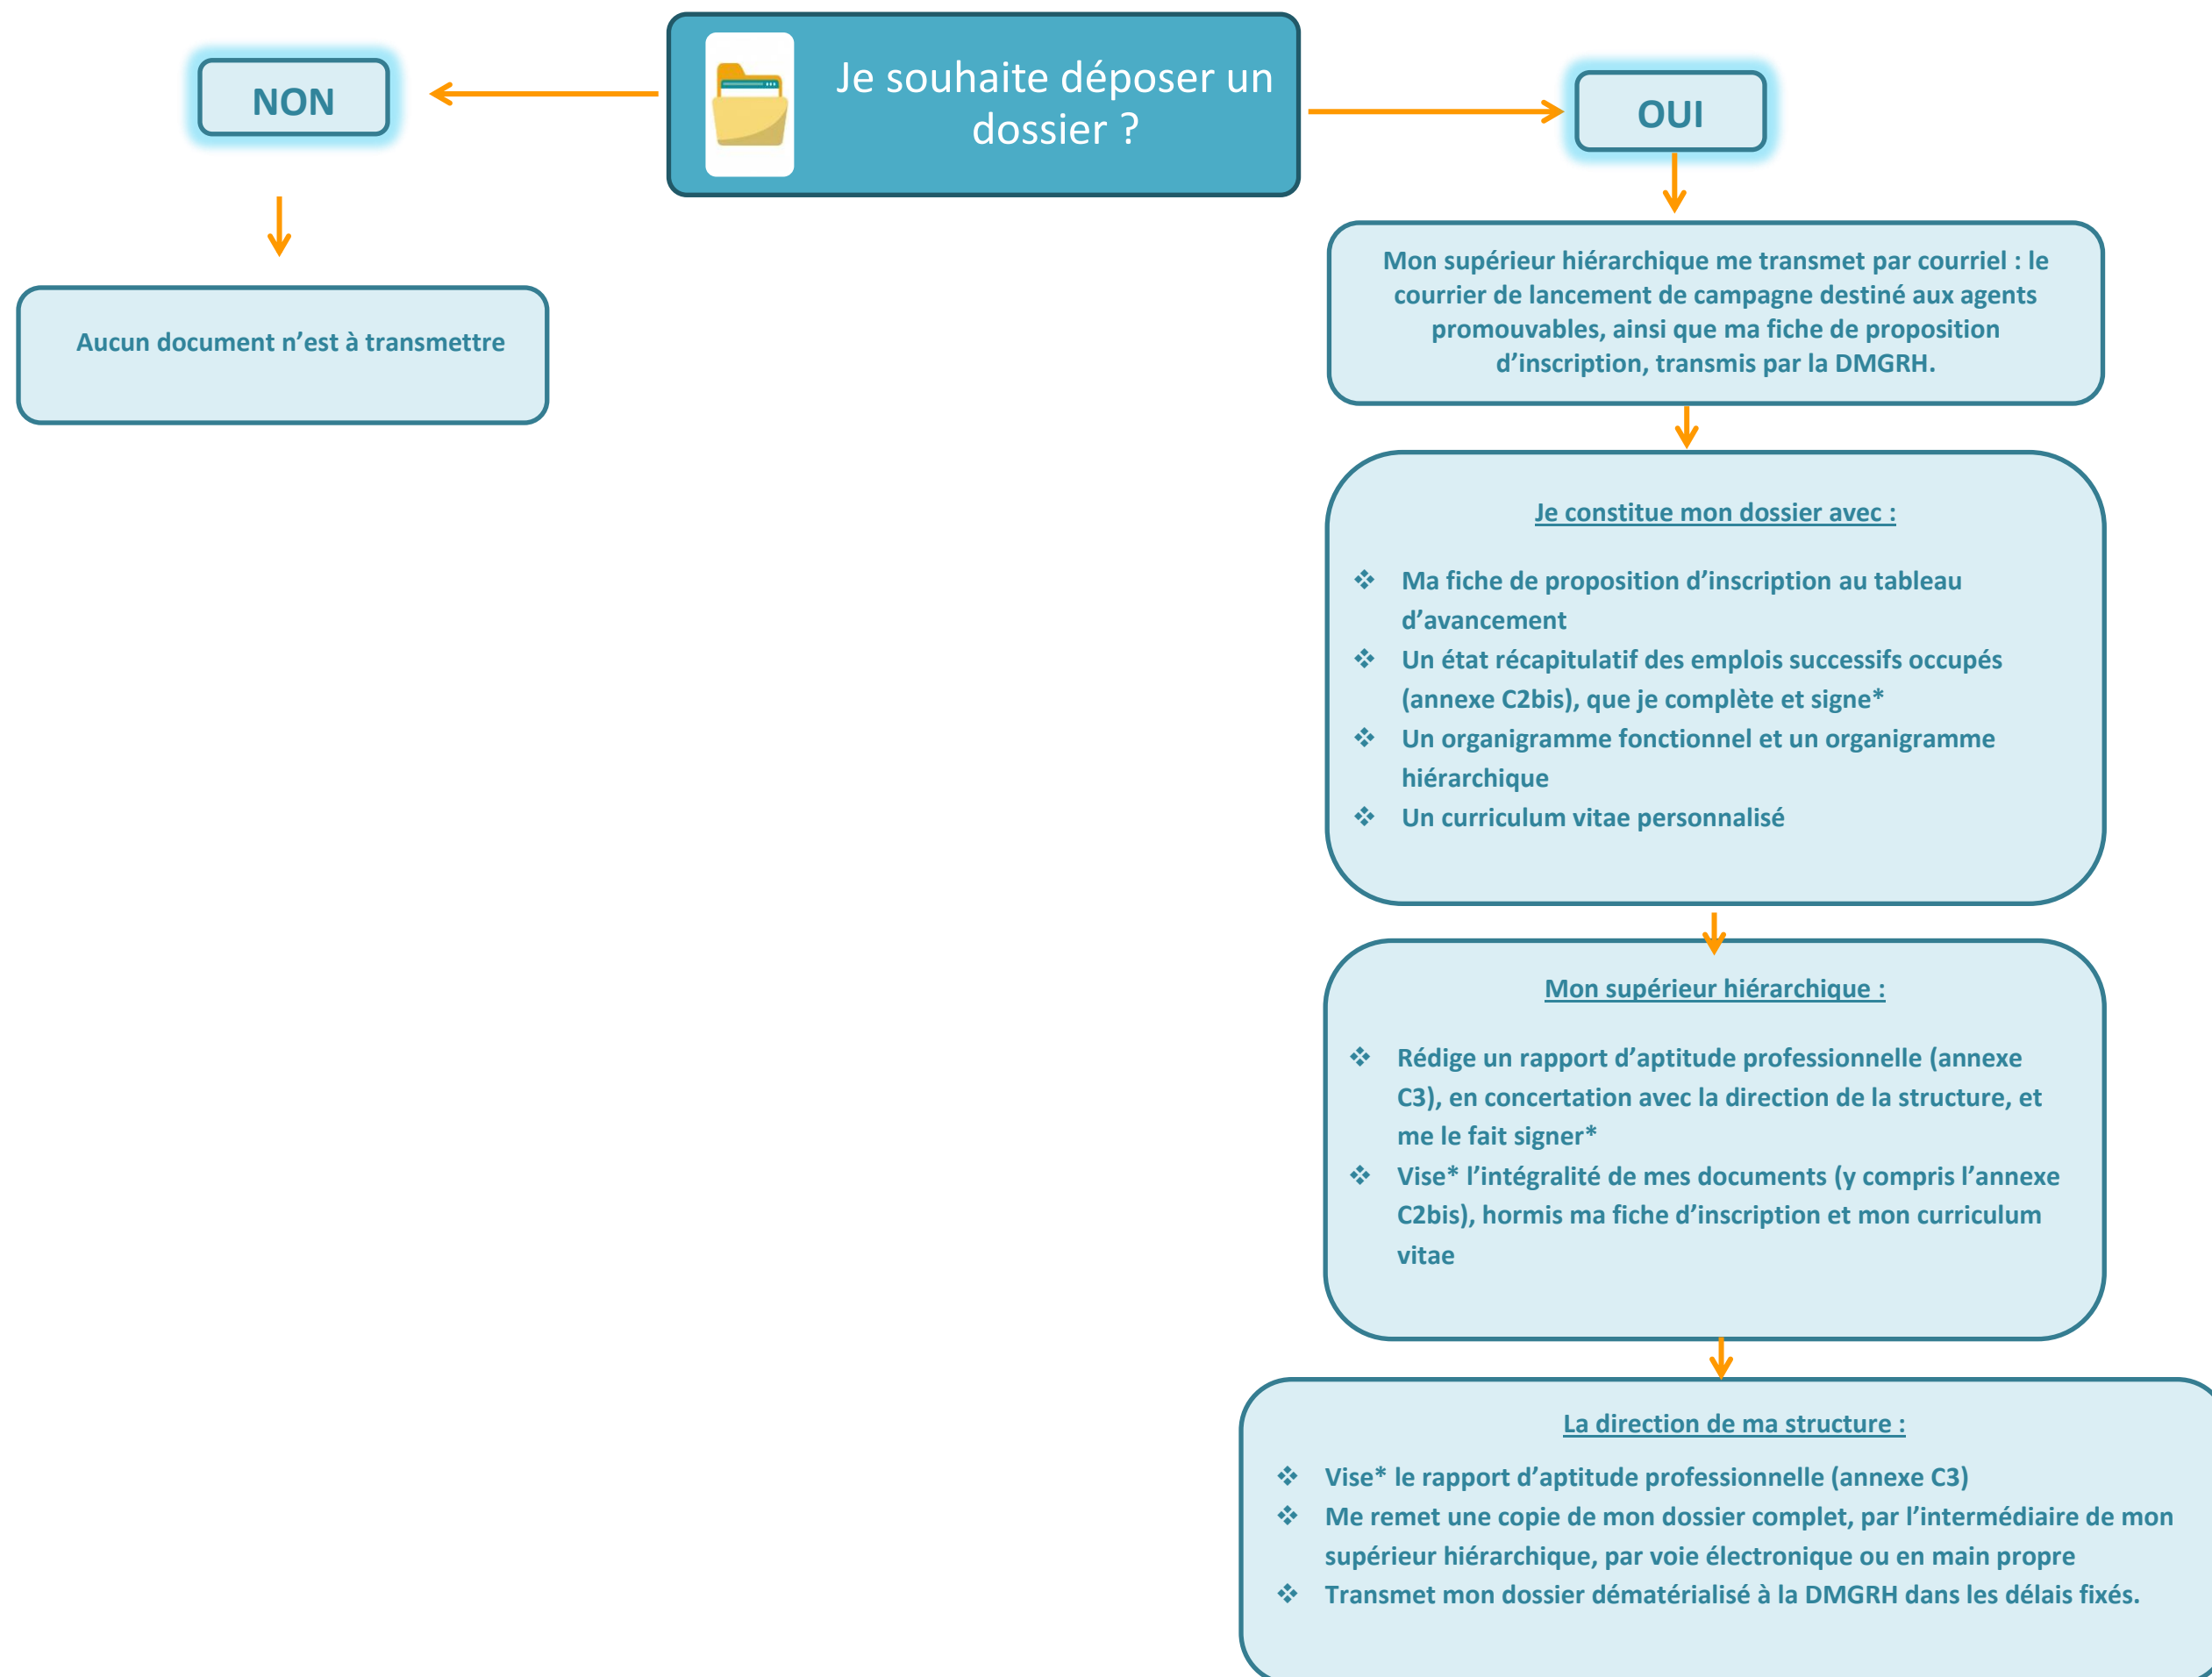 Je souhaite déposer un
dossier ?
NON
OUI
Aucun document n’est à transmettre
Mon supérieur hiérarchique me transmet par courriel : le
courrier de lancement de campagne destiné aux agents
promouvables, ainsi que ma fiche de proposition
d’inscription, transmis par la DMGRH.
Je constitue mon dossier avec :
❖ Ma fiche de proposition d’inscription au tableau
d’avancement
❖ Un état récapitulatif des emplois successifs occupés
(annexe C2bis), que je complète et signe*
❖ Un organigramme fonctionnel et un organigramme
hiérarchique
❖ Un curriculum vitae personnalisé
Mon supérieur hiérarchique :
❖ Rédige un rapport d’aptitude professionnelle (annexe
C3), en concertation avec la direction de la structure, et
me le fait signer*
❖ Vise* l’intégralité de mes documents (y compris l’annexe
C2bis), hormis ma fiche d’inscription et mon curriculum
vitae
La direction de ma structure :
❖ Vise* le rapport d’aptitude professionnelle (annexe C3)
❖ Me remet une copie de mon dossier complet, par l’intermédiaire de mon
supérieur hiérarchique, par voie électronique ou en main propre
❖ Transmet mon dossier dématérialisé à la DMGRH dans les délais fixés.